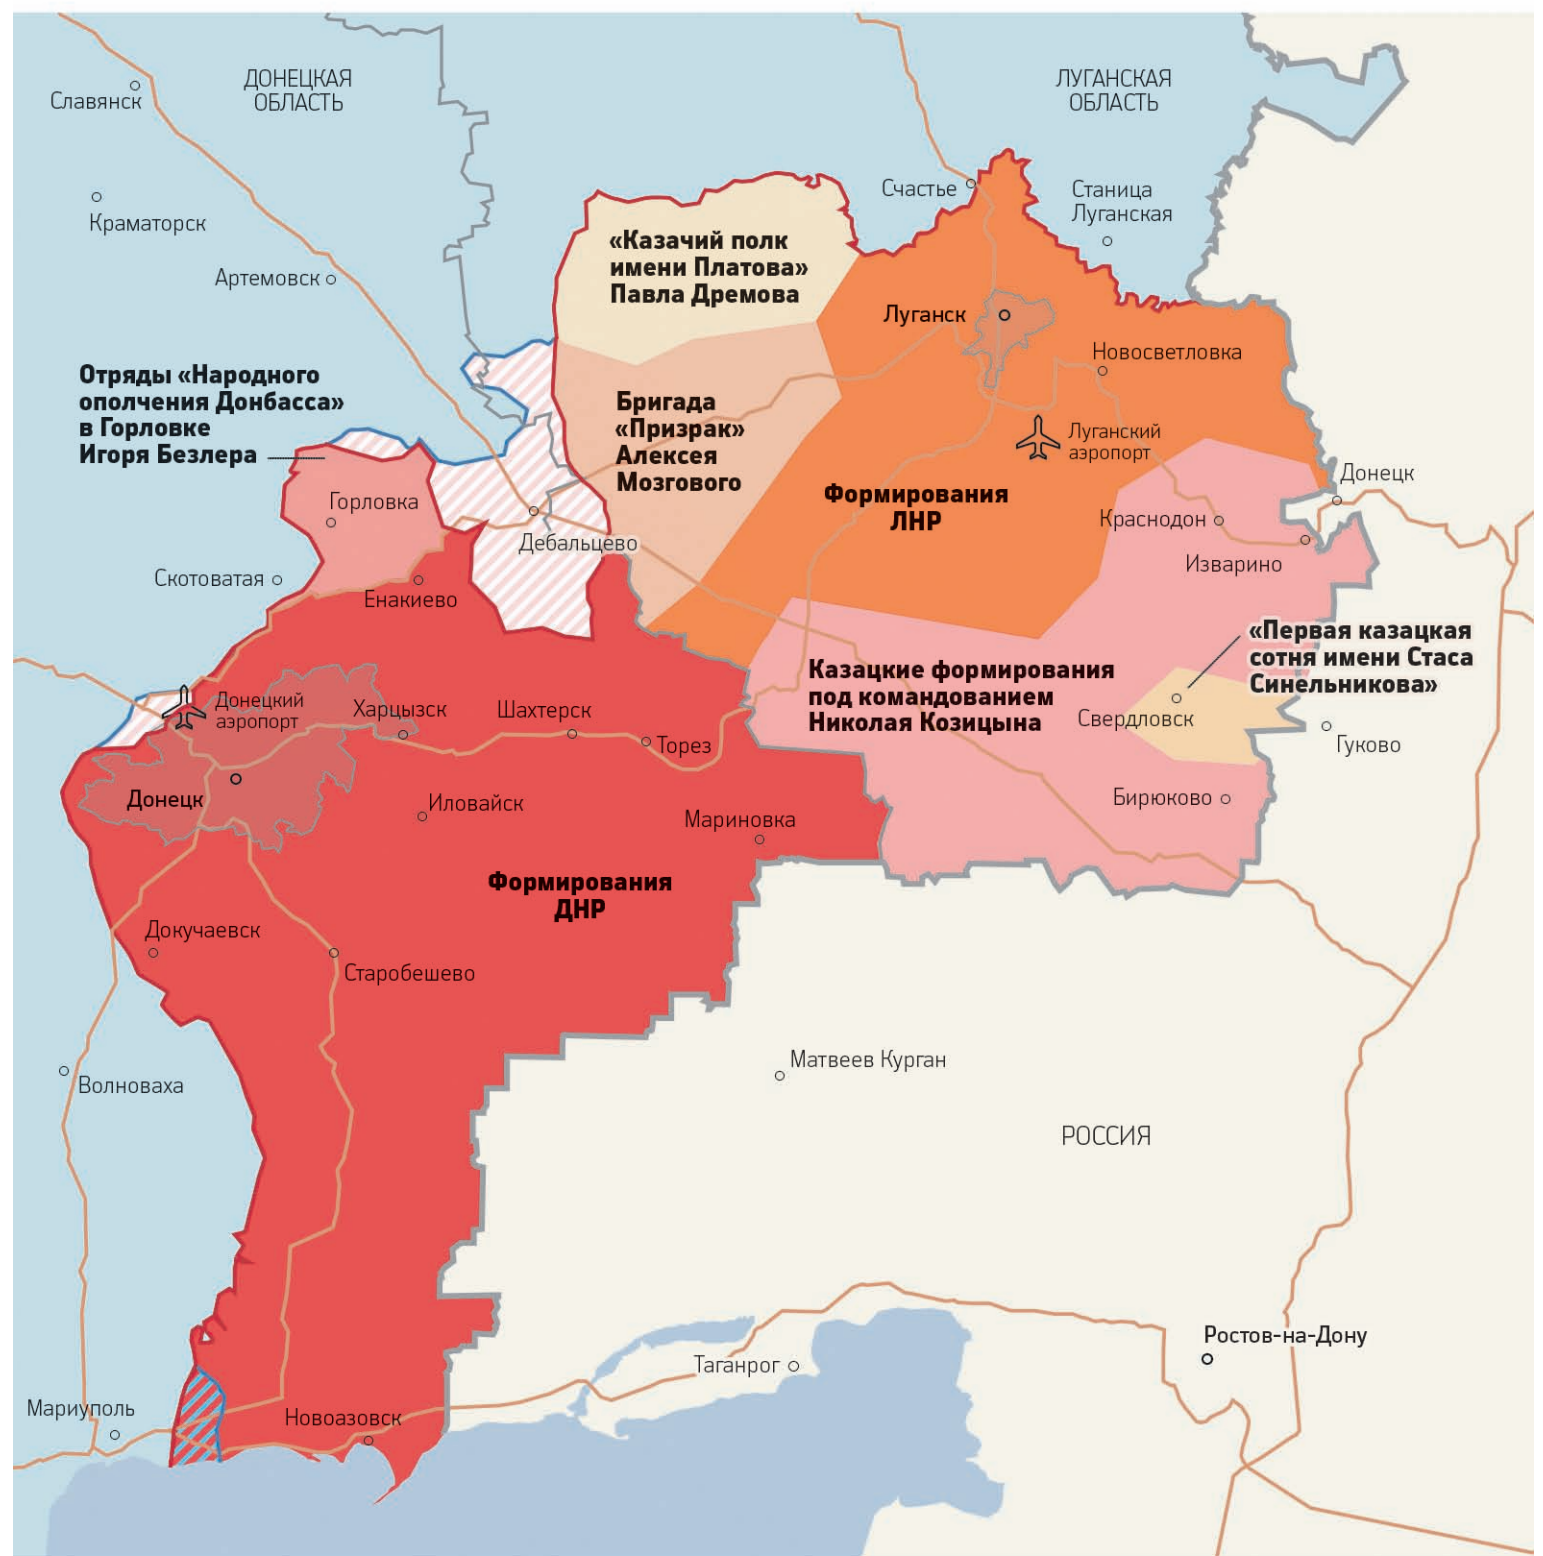 ДОНЕЦКАЯ
ОБЛАСТЬ
ЛУГАНСКАЯ
ОБЛАСТЬ
Славянск
Краматорск
Артемовск
Счастье
Станица
Луганская
«Казачий полк
имени Платова»
Павла Дремова
Луганск
Новосветловка
Отряды «Народного
ополчения Донбасса»
в Горловке
Игоря Безлера
Бригада
«Призрак»
Алексея
Мозгового
Луганский
аэропорт
Формирования
ЛНР
Донецк
Горловка
Дебальцево
Краснодон
Изварино
Скотоватая
Енакиево
«Первая казацкая
сотня имени Стаса
Синельникова»
Казацкие формирования
под командованием
Николая Козицына
Свердловск
Гуково
Донецкий
аэропорт
Харцызск
Шахтерск
Торез
Донецк
Иловайск
Мариновка
Бирюково
Формирования
ДНР
Докучаевск
Старобешево
Волноваха
Матвеев Курган
РОССИЯ
Ростов-на-Дону
Таганрог
Мариуполь
Новоазовск